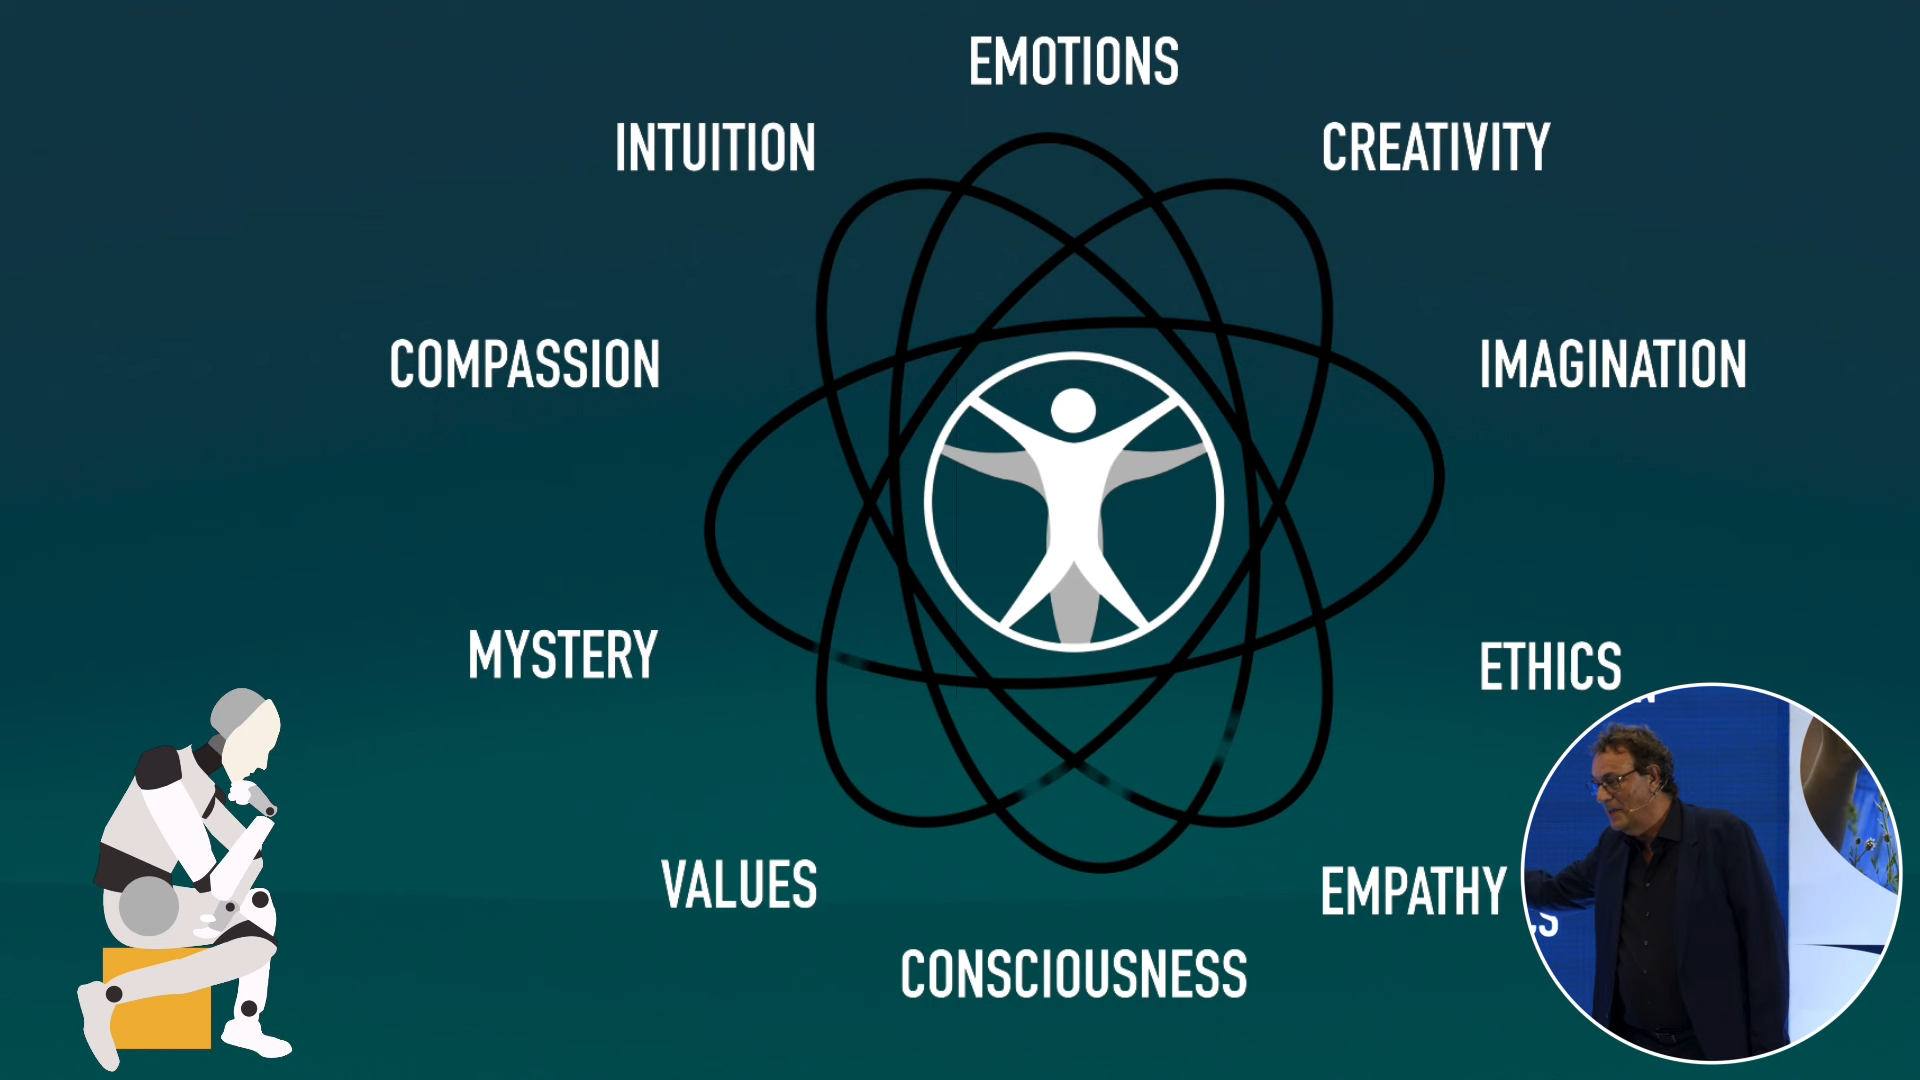 EMOTIONS
INTUITION
CREATIVITY
COMPASSION
IMAGINATION
MYSTERY
ETHICS
VALUES
EMPATHY
CONSCIOUSNESS